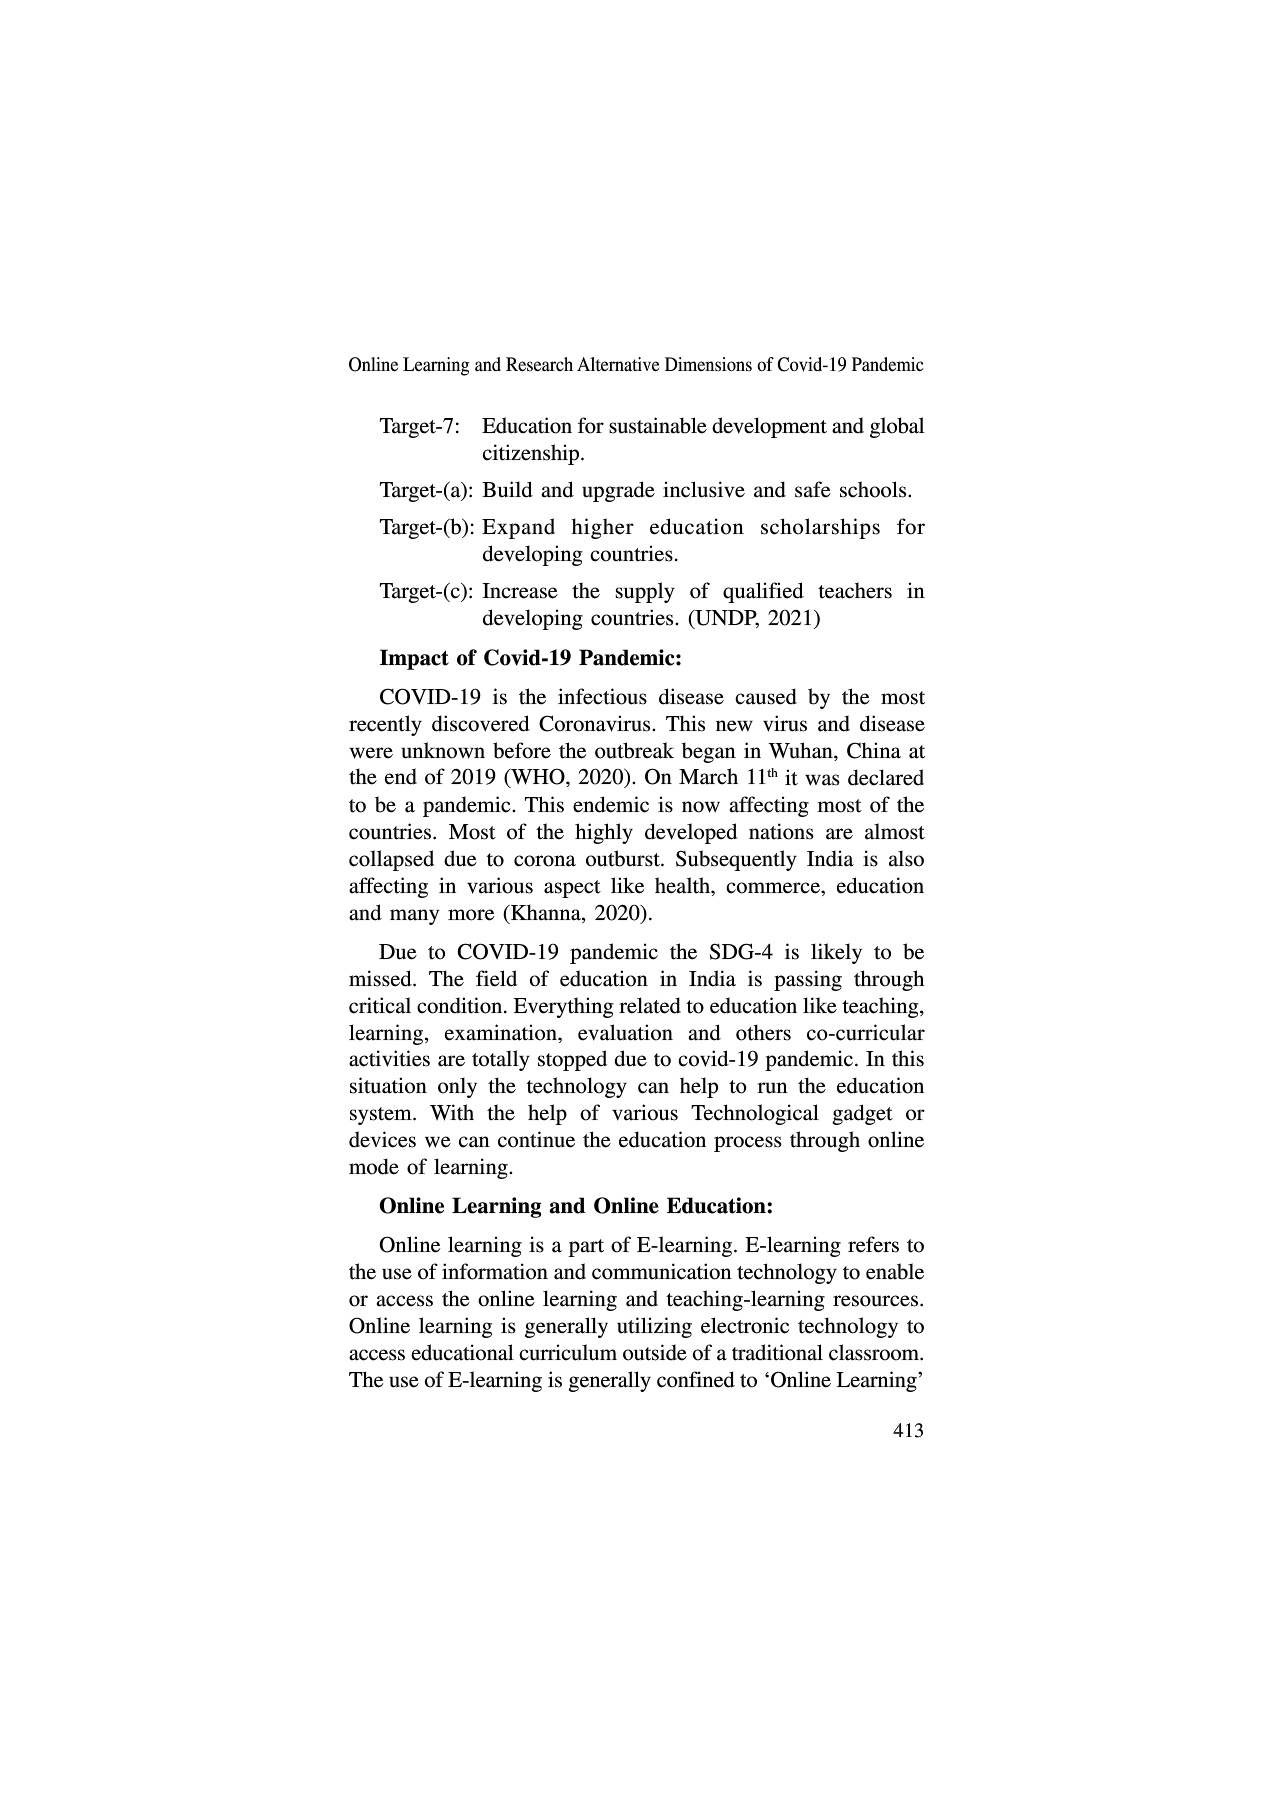 Online Learning and Research Alternative Dimensions of Covid-19 Pandemic
Target-7: Education for sustainable development and global
citizenship.
Target-(a): Build and upgrade inclusive and safe schools.
Target-(b): Expand higher education scholarships for
developing countries.
Target-(c): Increase the supply of qualified teachers in
developing countries. (UNDP, 2021)
Impact of Covid-19 Pandemic:
COVID-19 is the infectious disease caused by the most
recently discovered Coronavirus. This new virus and disease
were unknown before the outbreak began in Wuhan, China at
the end of 2019 (WHO, 2020). On March 11th it was declared
to be a pandemic. This endemic is now affecting most of the
countries. Most of the highly developed nations are almost
collapsed due to corona outburst. Subsequently India is also
affecting in various aspect like health, commerce, education
and many more (Khanna, 2020).
Due to COVID-19 pandemic the SDG-4 is likely to be
missed. The field of education in India is passing through
critical condition. Everything related to education like teaching,
learning, examination, evaluation and others co-curricular
activities are totally stopped due to covid-19 pandemic. In this
situation only the technology can help to run the education
system. With the help of various Technological gadget or
devices we can continue the education process through online
mode of learning.
Online Learning and Online Education:
Online learning is a part of E-learning. E-learning refers to
the use of information and communication technology to enable
or access the online learning and teaching-learning resources.
Online learning is generally utilizing electronic technology to
access educational curriculum outside of a traditional classroom.
The use of E-learning is generally confined to ‘Online Learning’
413